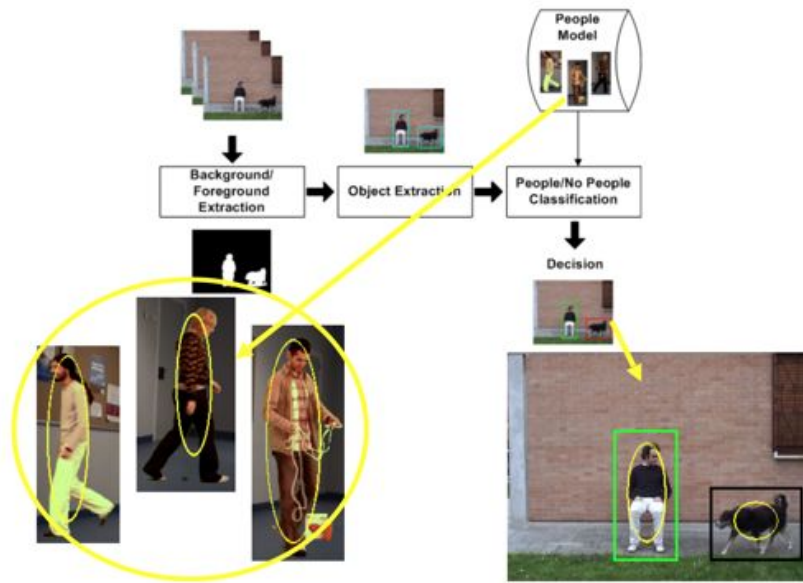 People
Model
Background/
Foreground
Extraction
Object Extraction
People/No People
Classification
Decision